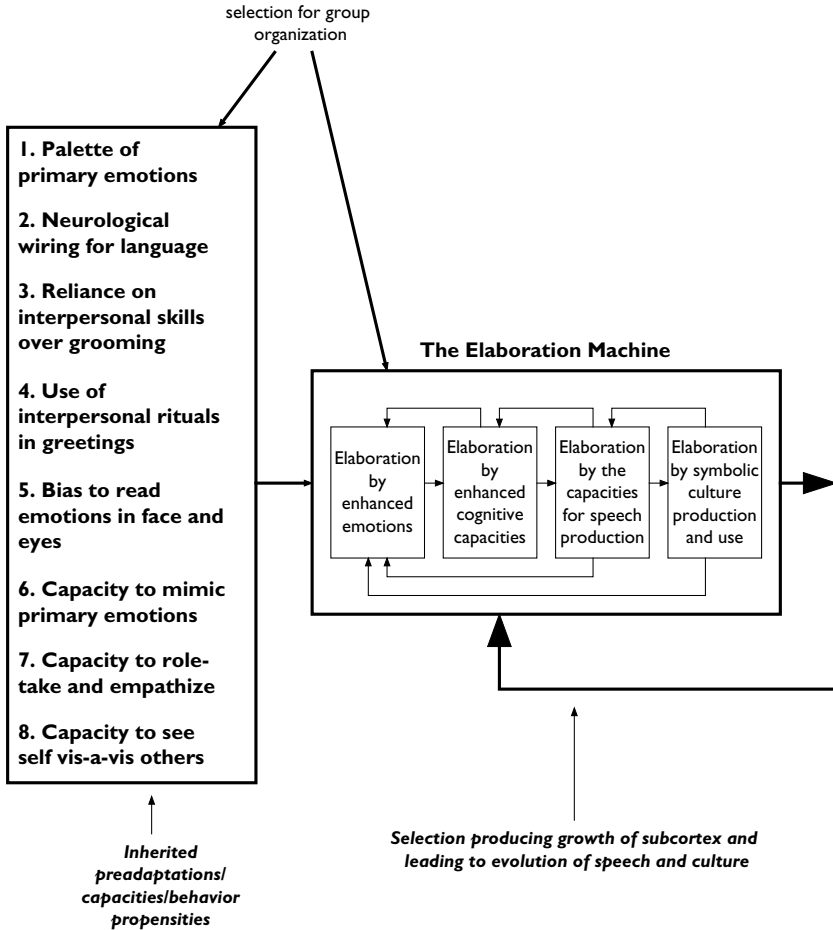 selection for group
organization
1. Palette of
primary emotions
2. Neurological
wiring for language
3. Reliance on
interpersonal skills
over grooming
4. Use of
interpersonal rituals
in greetings
5. Bias to read
emotions in face and
eyes
6. Capacity to mimic
primary emotions
7. Capacity to role-
take and empathize
8. Capacity to see
self vis-a-vis others
Inherited
preadaptations/
capacities/behavior
propensities
The Elaboration Machine
Elaboration
by
enhanced
emotions
Elaboration
by
enhanced
cognitive
capacities
Elaboration
by the
capacities
for speech
production
Elaboration
by symbolic
culture
production
and use
Selection producing growth of subcortex and
leading to evolution of speech and culture